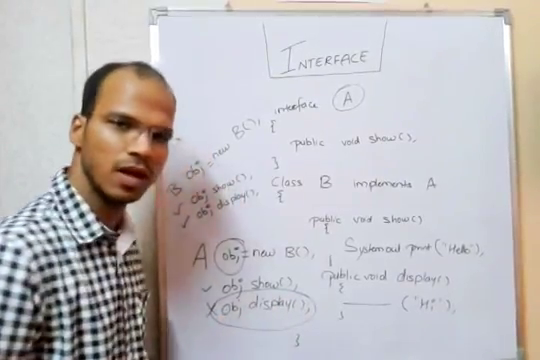 INTERFACE
interface A
{
public void show();
}
B obj = new B();
✓ obj show();
✓ obj display();
Class B implements A
{
public void show()
{
System out print ("Hello");
}
public void display()
{
("Hi");
}
}
A obj = new B();
✓ obj show();
X obj display();